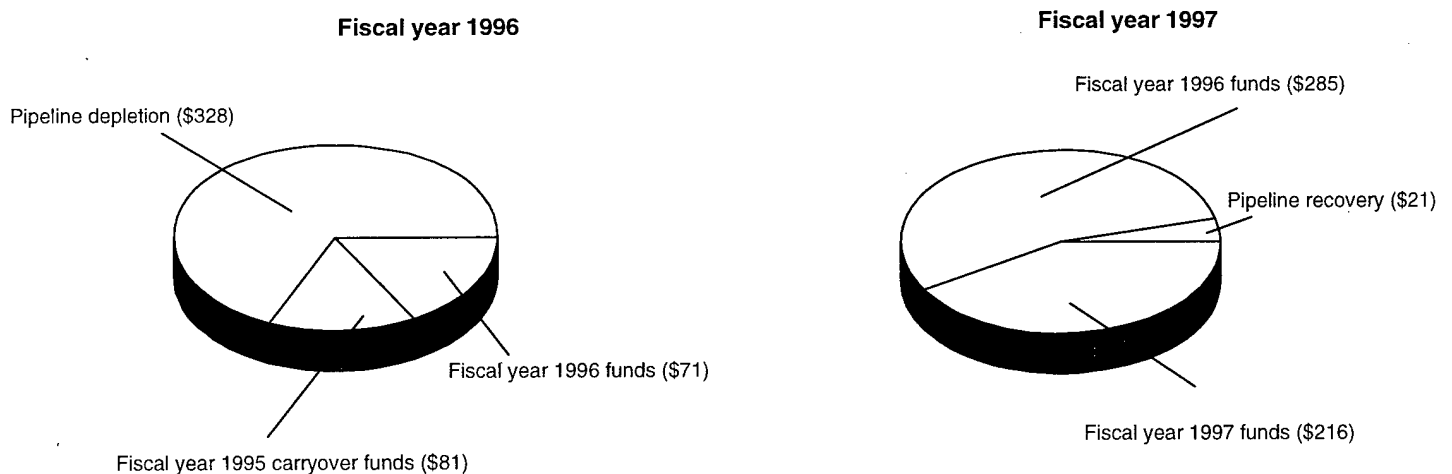 Fiscal year 1996
Pipeline depletion ($328)
Fiscal year 1996 funds ($71)
Fiscal year 1995 carryover funds ($81)
Fiscal year 1997
Fiscal year 1996 funds ($285)
Pipeline recovery ($21)
Fiscal year 1997 funds ($216)